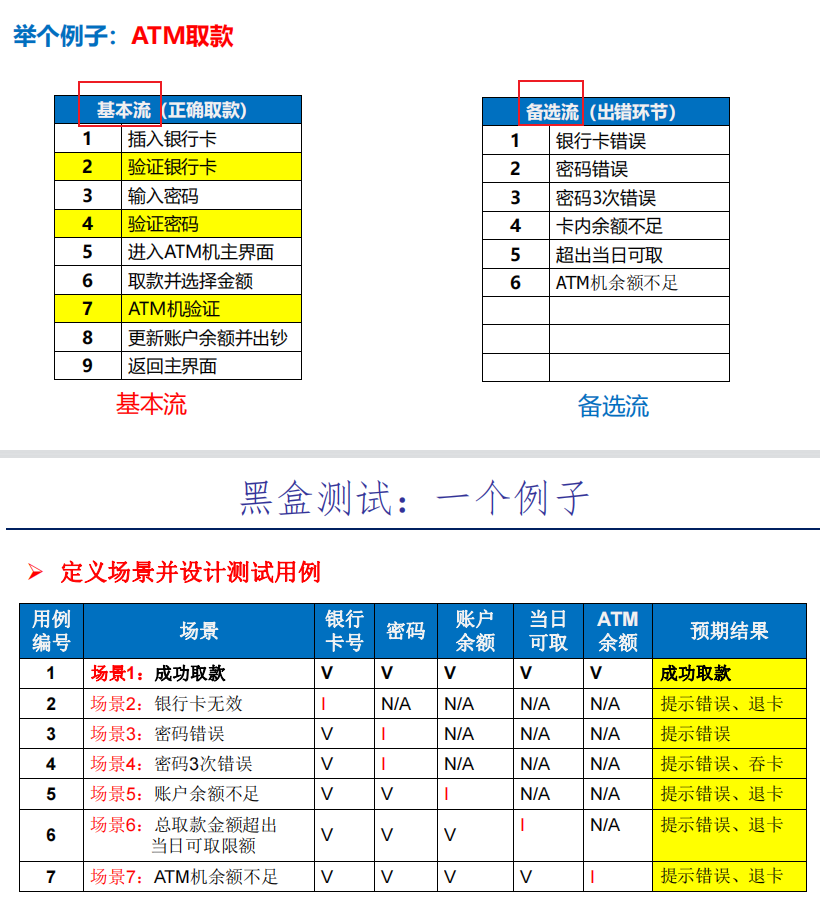 举个例子：ATM取款
基本流（正确取款）
1 插入银行卡
2 验证银行卡
3 输入密码
4 验证密码
5 进入ATM机主界面
6 取款并选择金额
7 ATM机验证
8 更新账户余额并出钞
9 返回主界面
基本流
备选流（出错环节）
1 银行卡错误
2 密码错误
3 密码3次错误
4 卡内余额不足
5 超出当日可取
6 ATM机余额不足
备选流
黑盒测试：一个例子
➢ 定义场景并设计测试用例
用例编号 场景 银行卡号 密码 账户余额 当日可取 ATM余额 预期结果
1 场景1：成功取款 V V V V V 成功取款
2 场景2：银行卡无效 I N/A N/A N/A N/A 提示错误、退卡
3 场景3：密码错误 V I N/A N/A N/A 提示错误
4 场景4：密码3次错误 V I N/A N/A N/A 提示错误、吞卡
5 场景5：账户余额不足 V V I N/A N/A 提示错误、退卡
6 场景6：总取款金额超出当日可取限额 V V V I N/A 提示错误、退卡
7 场景7：ATM机余额不足 V V V V I 提示错误、退卡